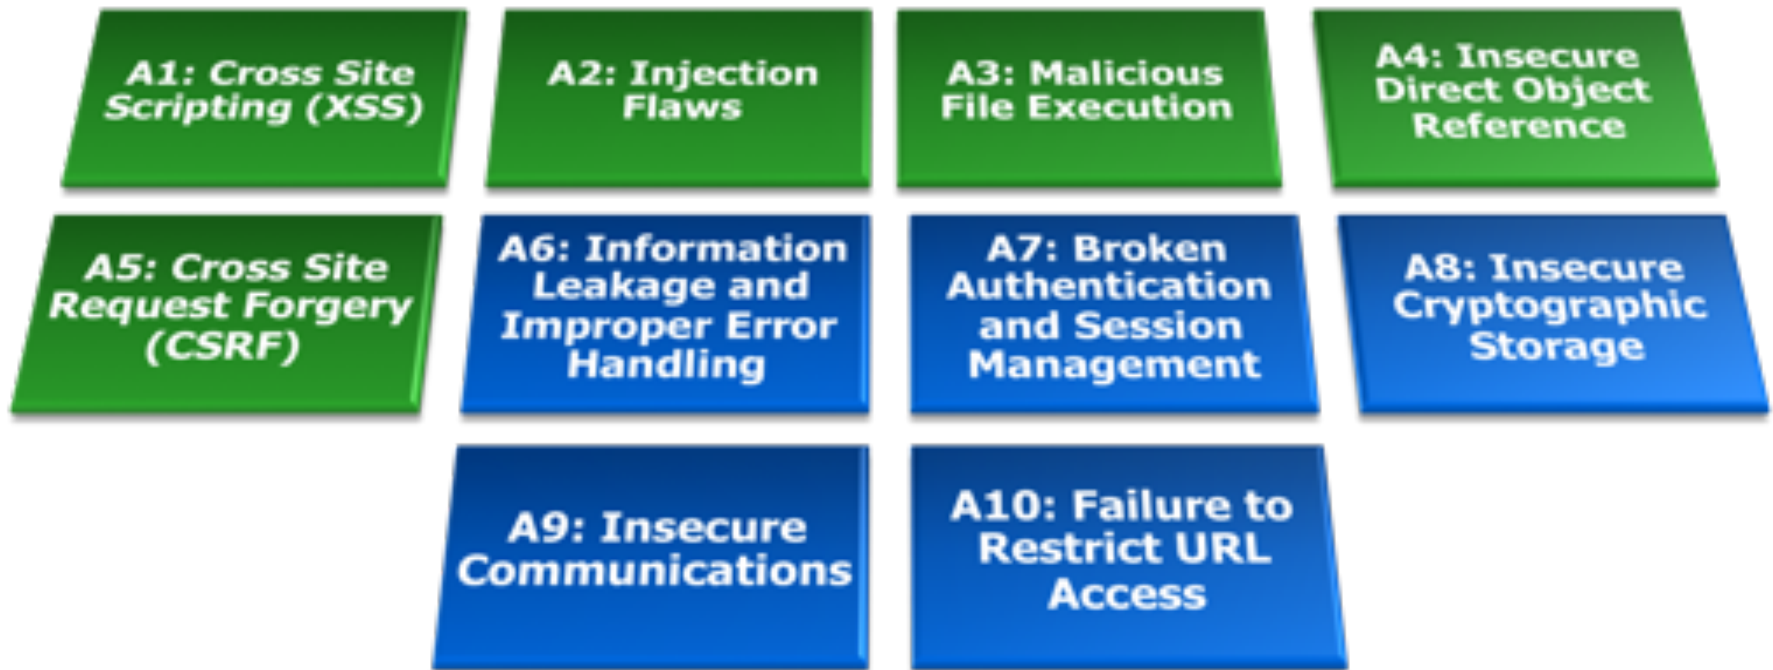 A1: Cross Site
Scripting (XSS)
A2: Injection
Flaws
A3: Malicious
File Execution
A4: Insecure
Direct Object
Reference
A5: Cross Site
Request Forgery
(CSRF)
A6: Information
Leakage and
Improper Error
Handling
A7: Broken
Authentication
and Session
Management
A8: Insecure
Cryptographic
Storage
A9: Insecure
Communications
A10: Failure to
Restrict URL
Access